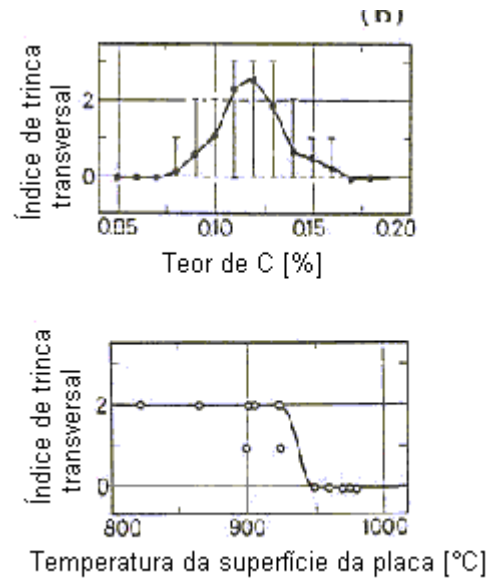 (B)
Índice de trinca
transversal
2
0
0.05 0.10 0.15 0.20
Teor de C [%]
Índice de trinca
transversal
2
0
800 900 1000
Temperatura da superfície da placa [°C]